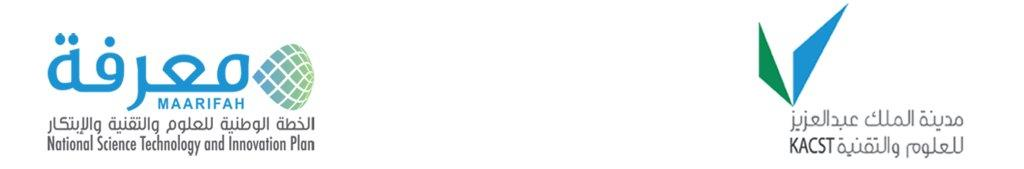 معرفة
MAARIFAH
الخطة الوطنية للعلوم والتقنية والإبتكار
National Science Technology and Innovation Plan
مدينة الملك عبدالعزيز
للعلوم والتقنية KACST